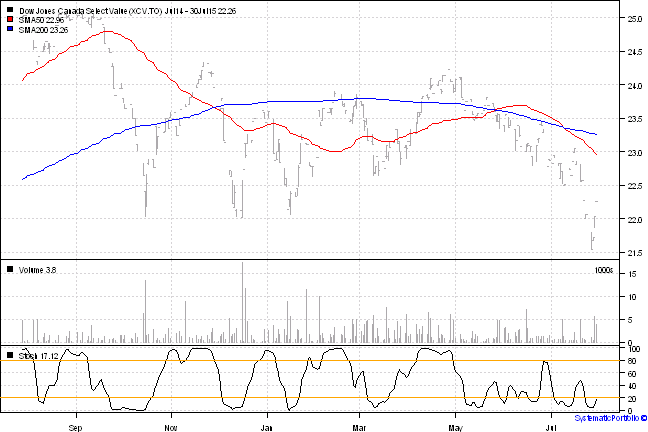 Dow Jones Canada Select Value (XCV.TO) Jul14 - 30Jul15 22.26
SMA50 22.96
SMA200 23.26
25.0
24.5
24.0
23.5
23.0
22.5
22.0
21.5
Volume 3.8
1000s
15
10
5
0
Stoch 17.12
100
80
60
40
20
0
Sep
Nov
Jan
Mar
May
Jul
SystematicPortfolio ©